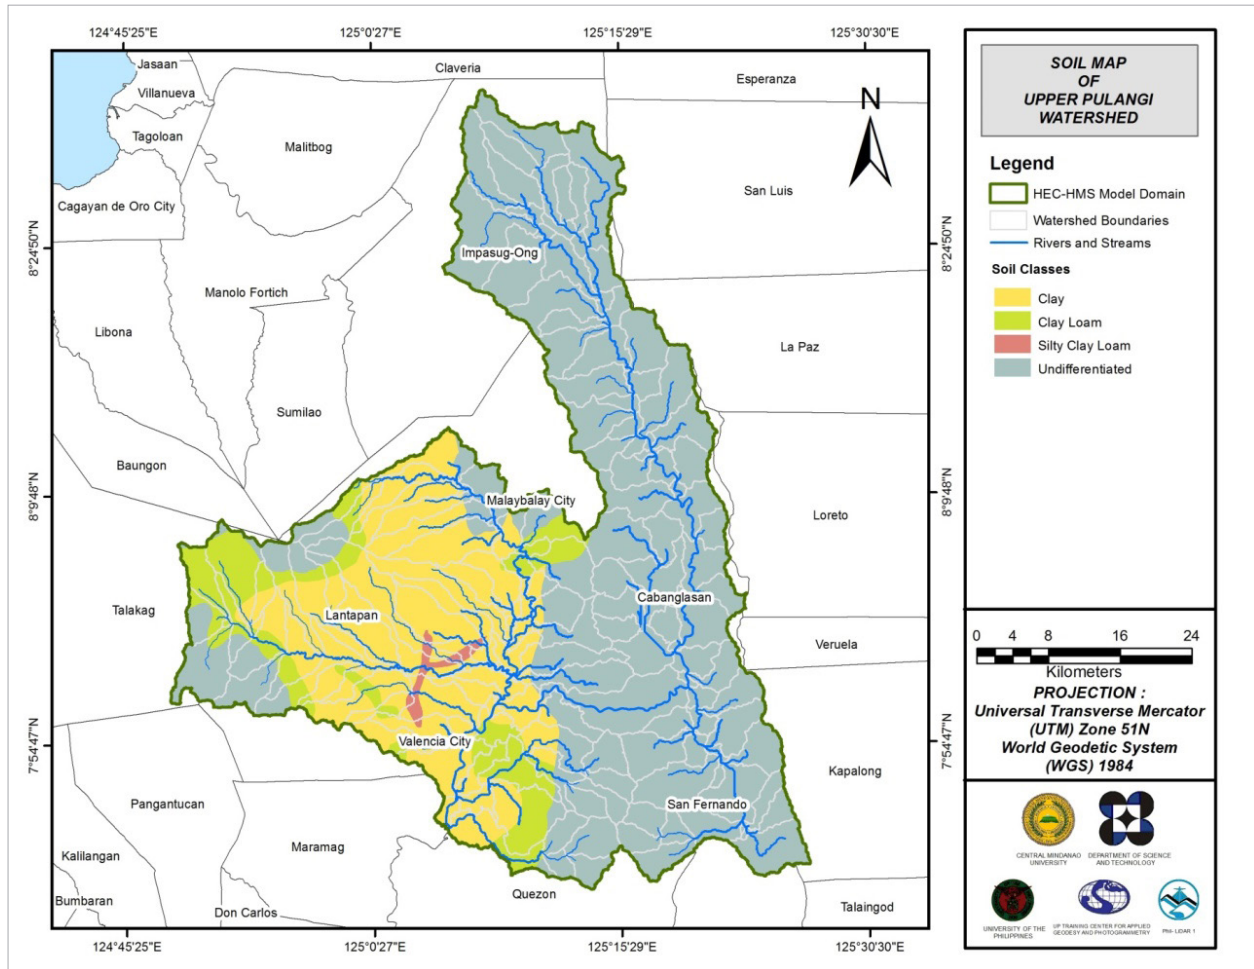 124°45'25"E
125°0'27"E
125°15'29"E
125°30'30"E
Jasaan
Villanueva
Tagoloan
Cagayan de Oro City
Claveria
Malitbog
Esperanza
N
San Luis
Impasug-Ong
Manolo Fortich
Libona
Sumilao
La Paz
Baungon
Malaybalay City
Loreto
Talakag
Lantapan
Cabanglasan
Veruela
Valencia City
Kapalong
Pangantucan
San Fernando
Maramag
Kalilangan
Bumbaran
Don Carlos
Quezon
Talaingod
8°24'50"N
8°9'48"N
7°54'47"N
8°24'50"N
8°9'48"N
7°54'47"N
124°45'25"E
125°0'27"E
125°15'29"E
125°30'30"E
SOIL MAP
OF
UPPER PULANGI
WATERSHED
Legend
HEC-HMS Model Domain
Watershed Boundaries
Rivers and Streams
Soil Classes
Clay
Clay Loam
Silty Clay Loam
Undifferentiated
0 4 8 16 24
Kilometers
PROJECTION :
Universal Transverse Mercator
(UTM) Zone 51N
World Geodetic System
(WGS) 1984
CENTRAL MINDANAO
UNIVERSITY
DEPARTMENT OF SCIENCE
AND TECHNOLOGY
UNIVERSITY OF THE
PHILIPPINES
UP TRAINING CENTER FOR APPLIED
GEODESY AND PHOTOGRAMMETRY
PHIL-LiDAR 1